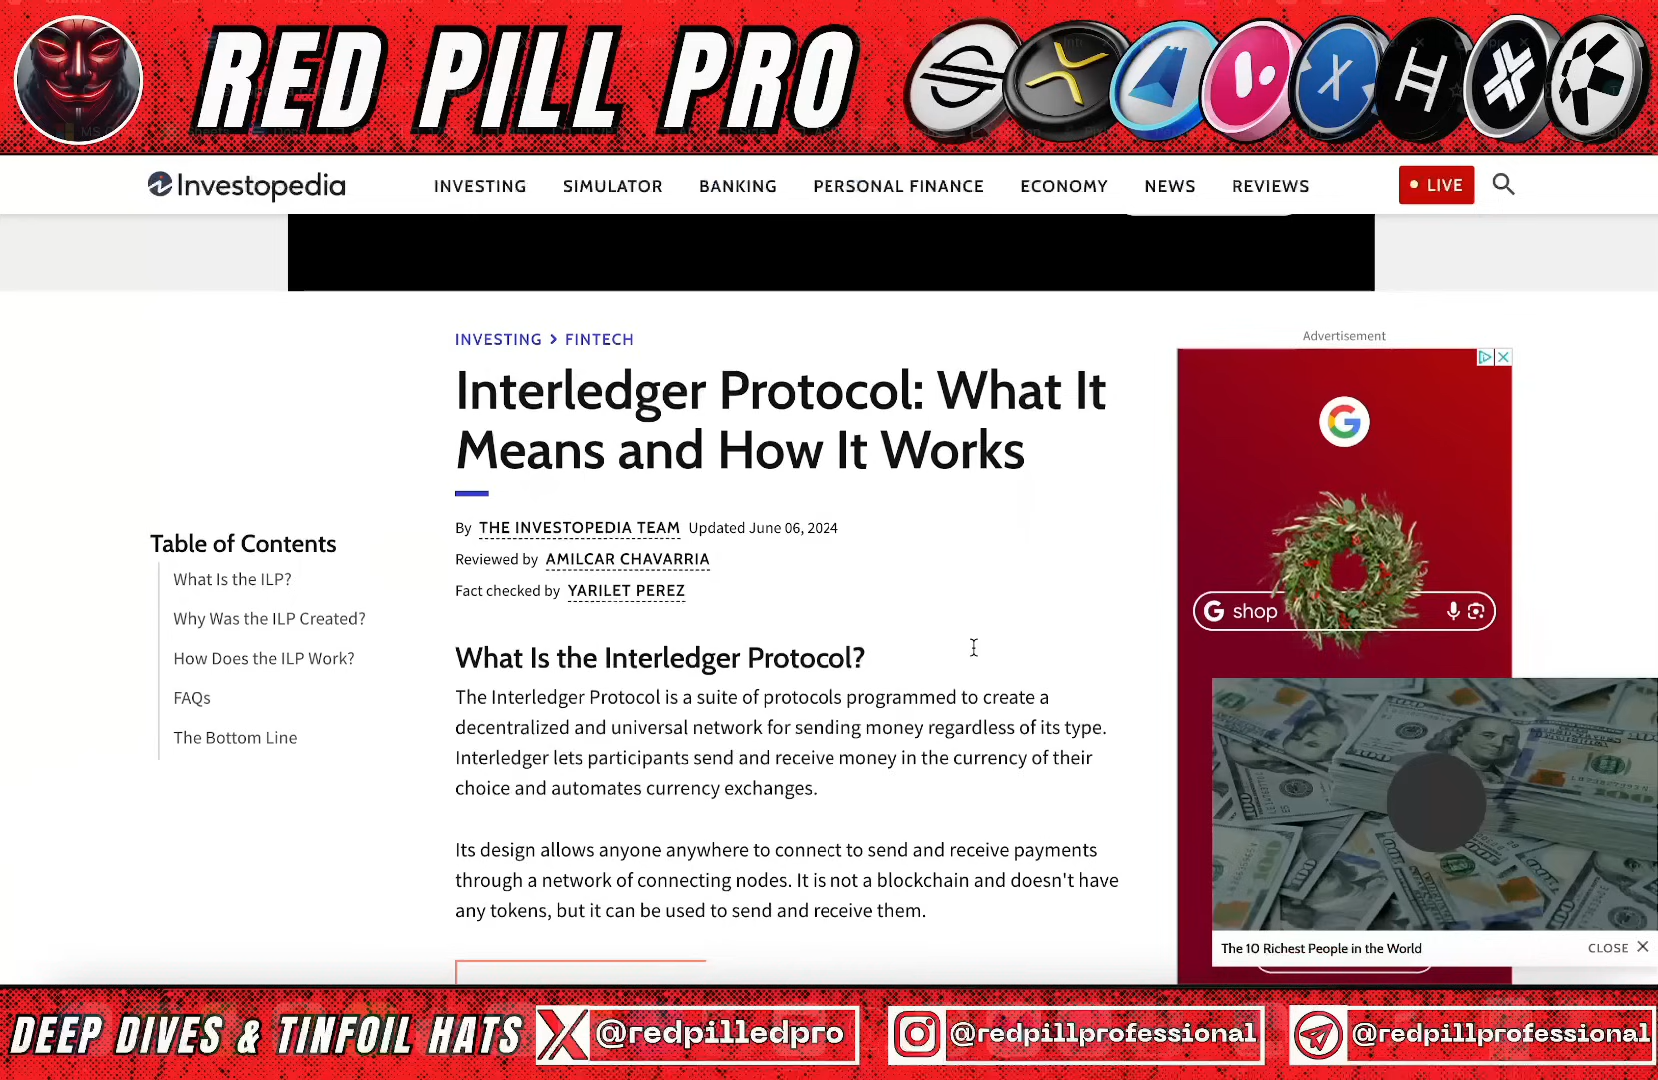 RED PILL PRO
Investopedia
INVESTING
SIMULATOR
BANKING
PERSONAL FINANCE
ECONOMY
NEWS
REVIEWS
LIVE
INVESTING > FINTECH
Advertisement
Interledger Protocol: What It
Means and How It Works
By THE INVESTOPEDIA TEAM Updated June 06, 2024
Reviewed by AMILCAR CHAVARRIA
Fact checked by YARILET PEREZ
Table of Contents
What Is the ILP?
Why Was the ILP Created?
How Does the ILP Work?
FAQs
The Bottom Line
What Is the Interledger Protocol?
The Interledger Protocol is a suite of protocols programmed to create a
decentralized and universal network for sending money regardless of its type.
Interledger lets participants send and receive money in the currency of their
choice and automates currency exchanges.
Its design allows anyone anywhere to connect to send and receive payments
through a network of connecting nodes. It is not a blockchain and doesn't have
any tokens, but it can be used to send and receive them.
G shop
The 10 Richest People in the World
CLOSE X
DEEP DIVES & TINFOIL HATS
@redpilledpro
@redpillprofessional
@redpillprofessional